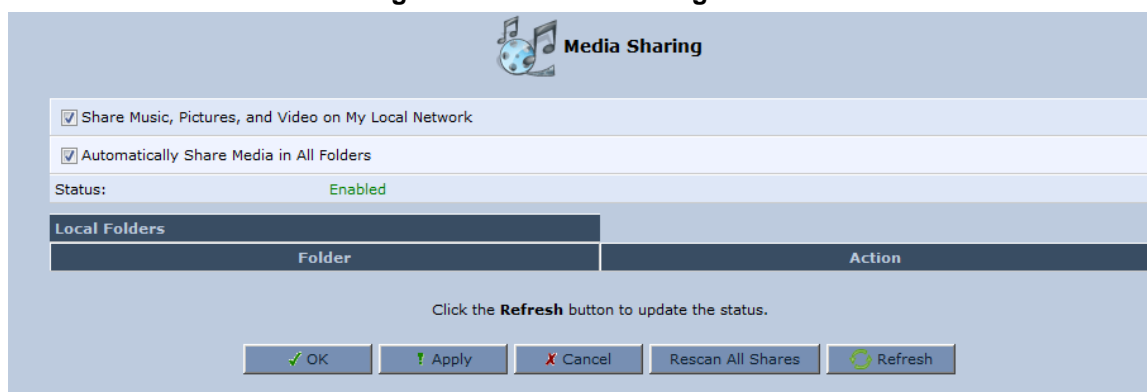 Media Sharing
Share Music, Pictures, and Video on My Local Network
Automatically Share Media in All Folders
Status: Enabled
Local Folders
Folder Action
Click the Refresh button to update the status.
OK Apply Cancel Rescan All Shares Refresh